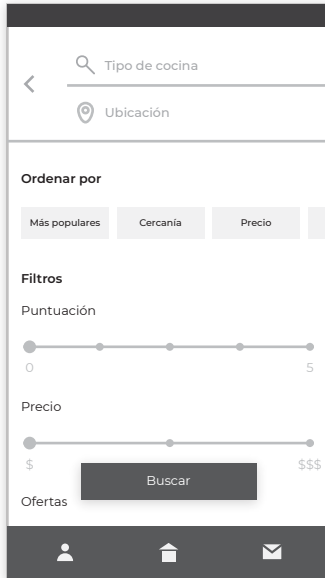 Tipo de cocina
Ubicación
Ordenar por
Más populares Cercanía Precio
Filtros
Puntuación
0 5
Precio
$ $$$
Buscar
Ofertas